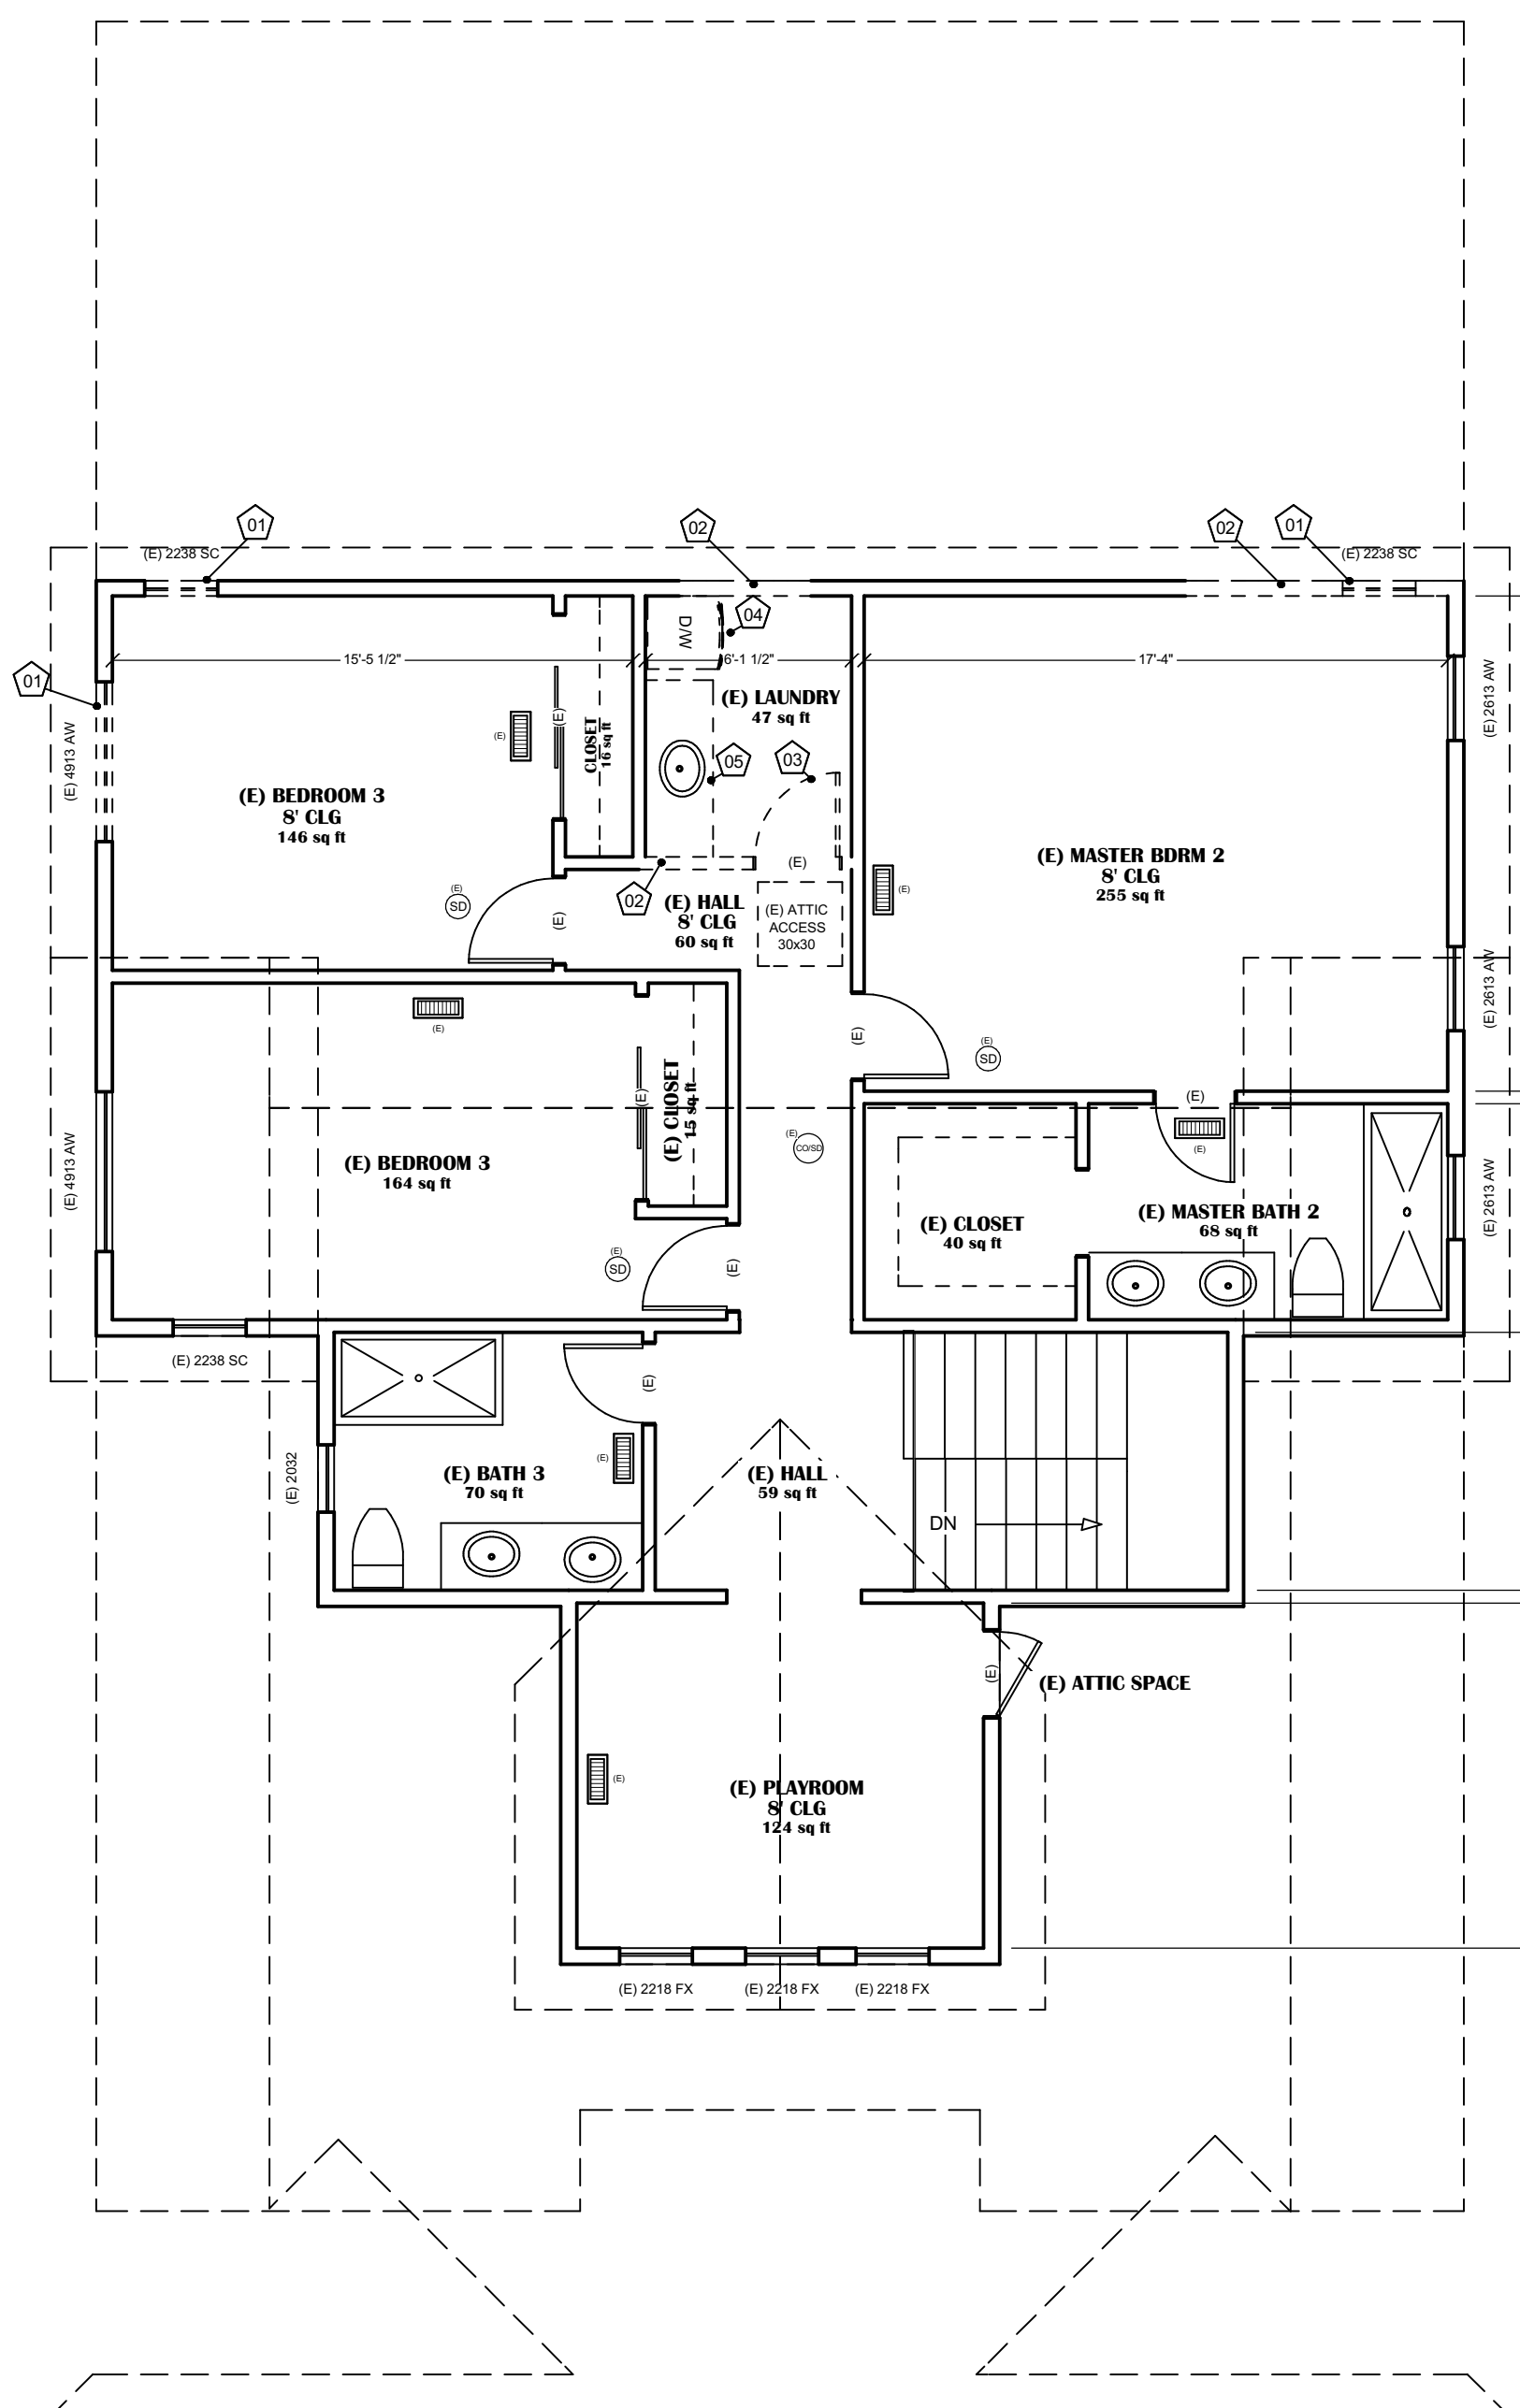 01
02
02
01
(E) 2238 SC
(E) 2238 SC
04
D/W
15'-5 1/2"
6'-1 1/2"
17'-4"
01
(E) 4913 AW
(E) 2613 AW
(E) LAUNDRY
47 sq ft
(E)
(E)
CLOSET
16 sq ft
05
03
(E) BEDROOM 3
8' CLG
146 sq ft
(E) MASTER BDRM 2
8' CLG
255 sq ft
(E)
(E)
(E)
SD
(E)
02
(E) HALL
8' CLG
60 sq ft
(E) ATTIC
ACCESS
30x30
(E) 2613 AW
(E)
(E)
(E)
SD
(E)
(E) CLOSET
15 sq ft
(E)
(E)
(E)
CO/SD
(E) BEDROOM 3
164 sq ft
(E) 4913 AW
(E) 2613 AW
(E) CLOSET
40 sq ft
(E) MASTER BATH 2
68 sq ft
(E)
SD
(E)
(E) 2238 SC
(E)
(E)
(E) 2032
(E) BATH 3
70 sq ft
(E) HALL
59 sq ft
DN
(E)
(E) ATTIC SPACE
(E)
(E) PLAYROOM
8' CLG
124 sq ft
(E) 2218 FX
(E) 2218 FX
(E) 2218 FX